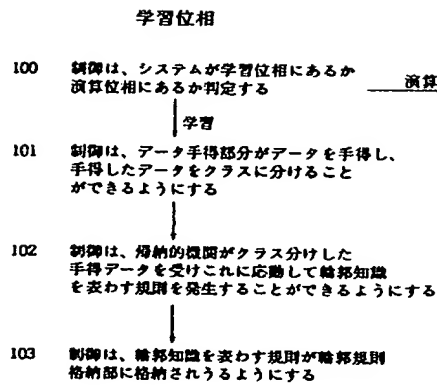 学習位相
100 制御は、システムが学習位相にあるか
演算位相にあるか判定する
演算
学習
101 制御は、データ手得部分がデータを手得し、
手得したデータをクラスに分けること
ができるようにする
102 制御は、帰納的機関がクラス分けした
手得データを受けこれに応動して輪郭知識
を表わす規則を発生することができるようにする
103 制御は、輪郭知識を表わす規則が輪郭規則
格納部に格納されうるようにする